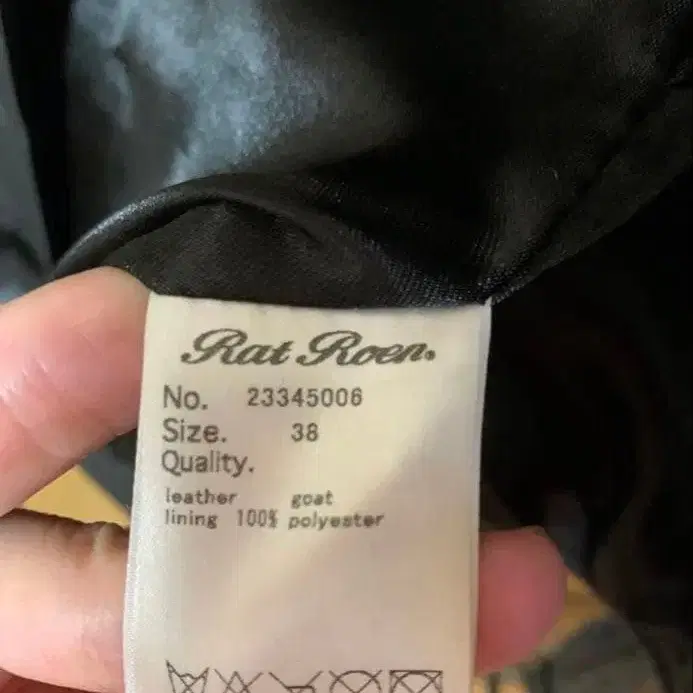 Rat Roen.
No. 23345006
Size. 38
Quality.
leather goat
lining 100% polyester